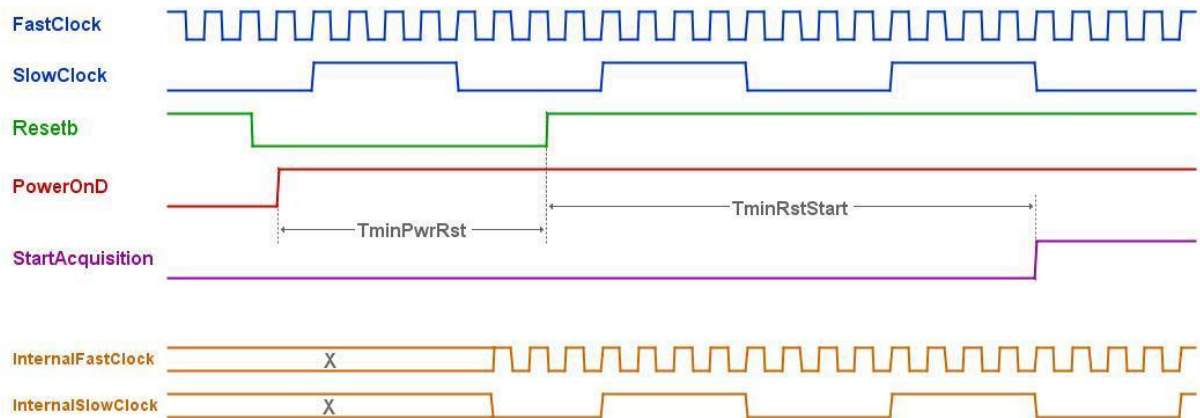 FastClock
SlowClock
Resetb
PowerOnD
TminRstStart
TminPwrRst
StartAcquisition
InternalFastClock
X
InternalSlowClock
X